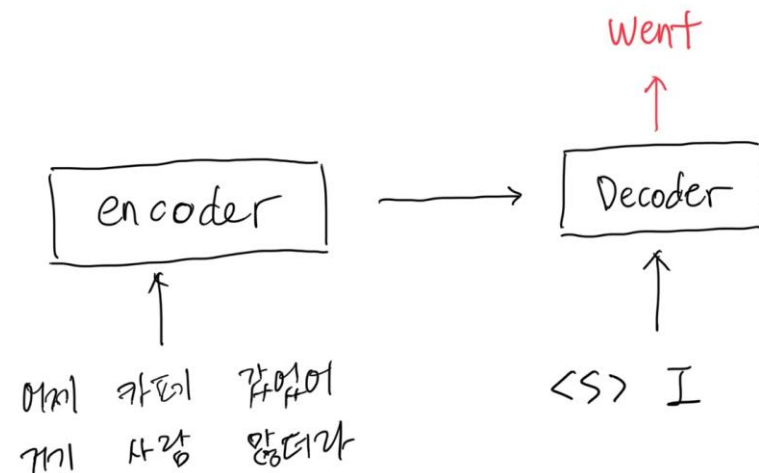 went
encoder
Decoder
어제 카페 갔었어
거기 사람 많더라
<s> I